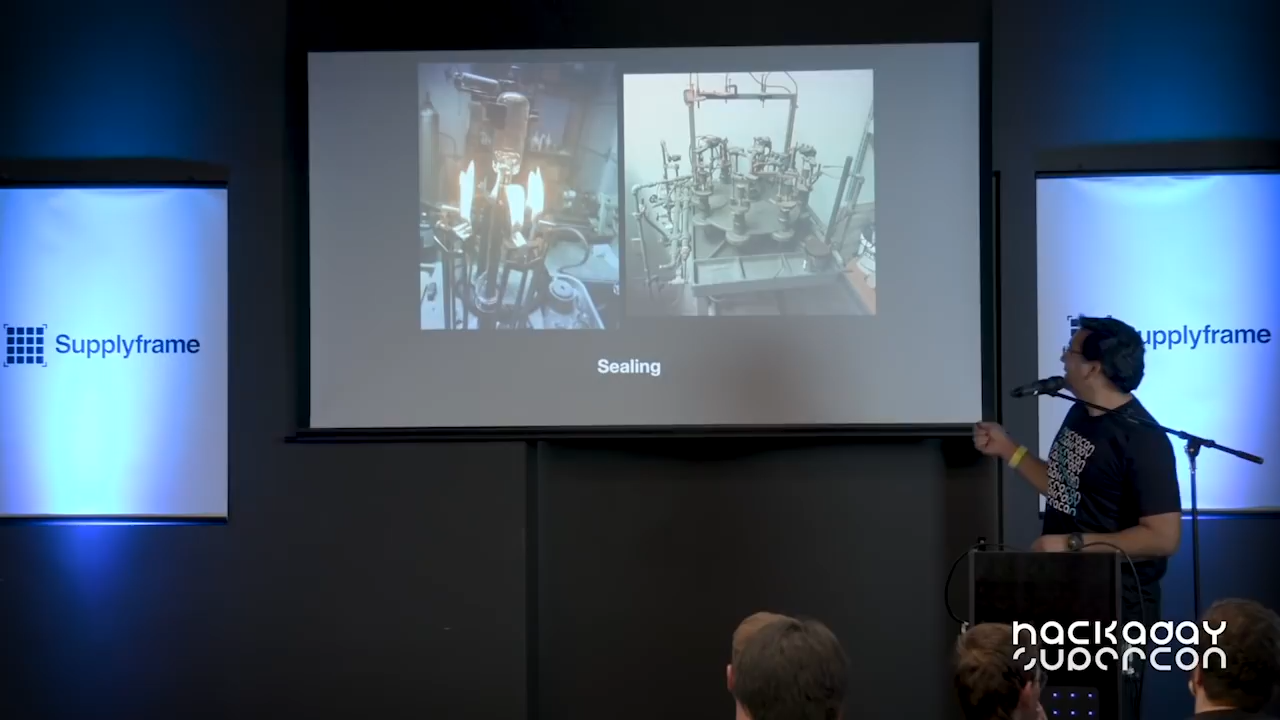 Sealing
Supplyframe
upplyframe
hackaday
supercon